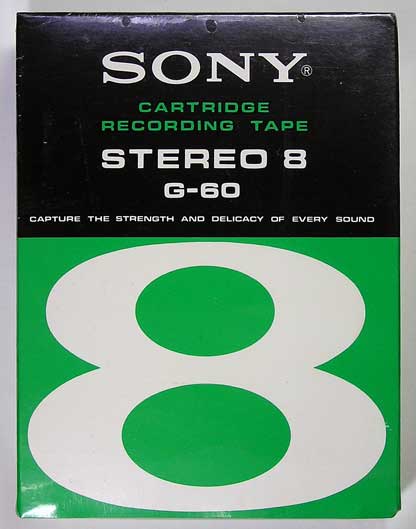 SONY®
CARTRIDGE
RECORDING TAPE
STEREO 8
G-60
CAPTURE THE STRENGTH AND DELICACY OF EVERY SOUND
8